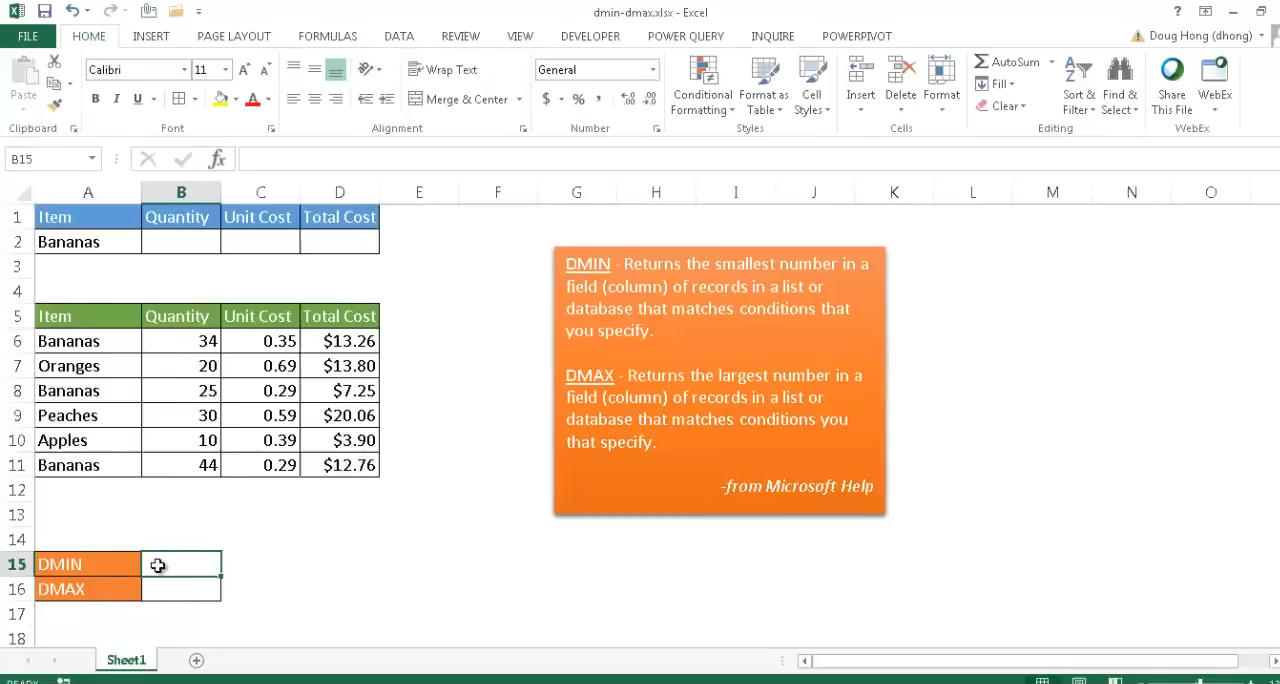 dmin-dmax.xlsx - Excel
FILE HOME INSERT PAGE LAYOUT FORMULAS DATA REVIEW VIEW DEVELOPER POWER QUERY INQUIRE POWERPIVOT Doug Hong (dhong)
Paste
Calibri 11
B I U
Wrap Text
Merge & Center
General
$ % ,
Conditional Formatting
Format as Table
Cell Styles
Insert
Delete
Format
AutoSum
Fill
Clear
Sort & Filter
Find & Select
Share This File
WebEx
Clipboard Font Alignment Number Styles Cells Editing WebEx
B15 fx
A B C D E F G H I J K L M N O
1 Item Quantity Unit Cost Total Cost
2 Bananas
3
4
5 Item Quantity Unit Cost Total Cost
6 Bananas 34 0.35 $13.26
7 Oranges 20 0.69 $13.80
8 Bananas 25 0.29 $7.25
9 Peaches 30 0.59 $20.06
10 Apples 10 0.39 $3.90
11 Bananas 44 0.29 $12.76
12
13
14
15 DMIN
16 DMAX
17
18
DMIN - Returns the smallest number in a
field (column) of records in a list or
database that matches conditions that
you specify.
DMAX - Returns the largest number in a
field (column) of records in a list or
database that matches conditions you
that specify.
-from Microsoft Help
Sheet1